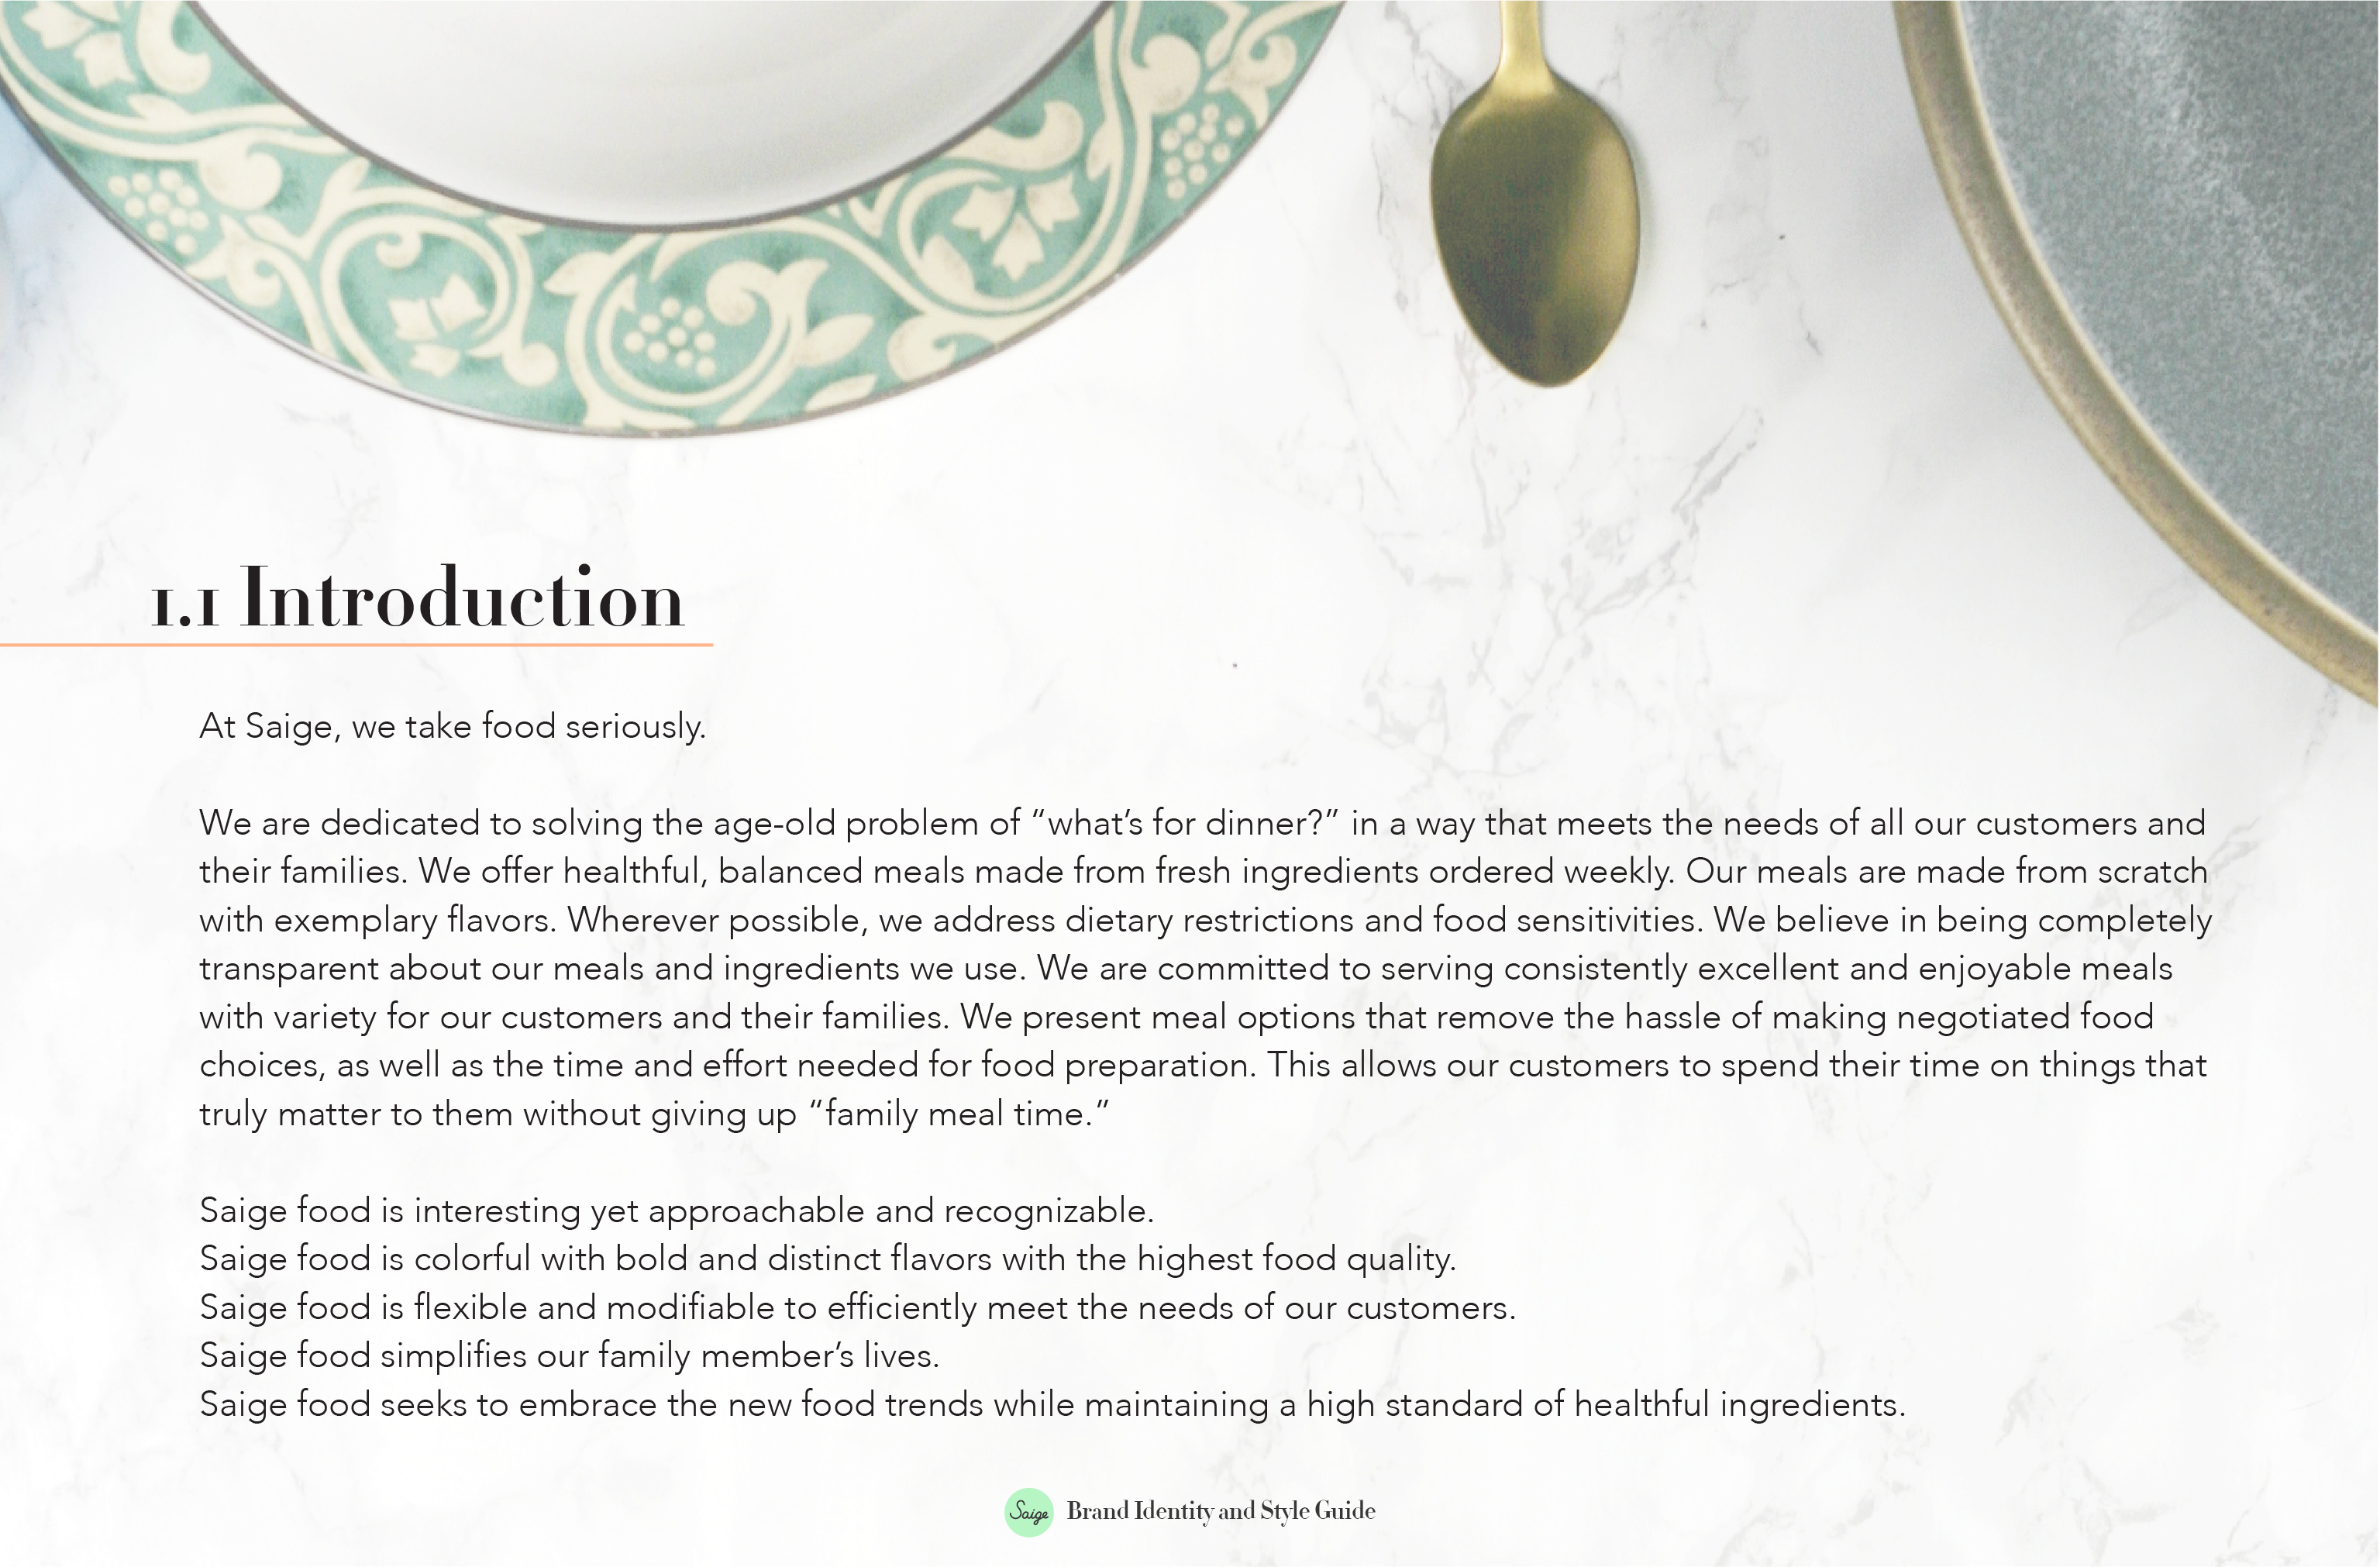 1.1 Introduction
At Saige, we take food seriously.
We are dedicated to solving the age-old problem of “what’s for dinner?” in a way that meets the needs of all our customers and
their families. We offer healthful, balanced meals made from fresh ingredients ordered weekly. Our meals are made from scratch
with exemplary flavors. Wherever possible, we address dietary restrictions and food sensitivities. We believe in being completely
transparent about our meals and ingredients we use. We are committed to serving consistently excellent and enjoyable meals
with variety for our customers and their families. We present meal options that remove the hassle of making negotiated food
choices, as well as the time and effort needed for food preparation. This allows our customers to spend their time on things that
truly matter to them without giving up “family meal time.”
Saige food is interesting yet approachable and recognizable.
Saige food is colorful with bold and distinct flavors with the highest food quality.
Saige food is flexible and modifiable to efficiently meet the needs of our customers.
Saige food simplifies our family member’s lives.
Saige food seeks to embrace the new food trends while maintaining a high standard of healthful ingredients.
Saige Brand Identity and Style Guide